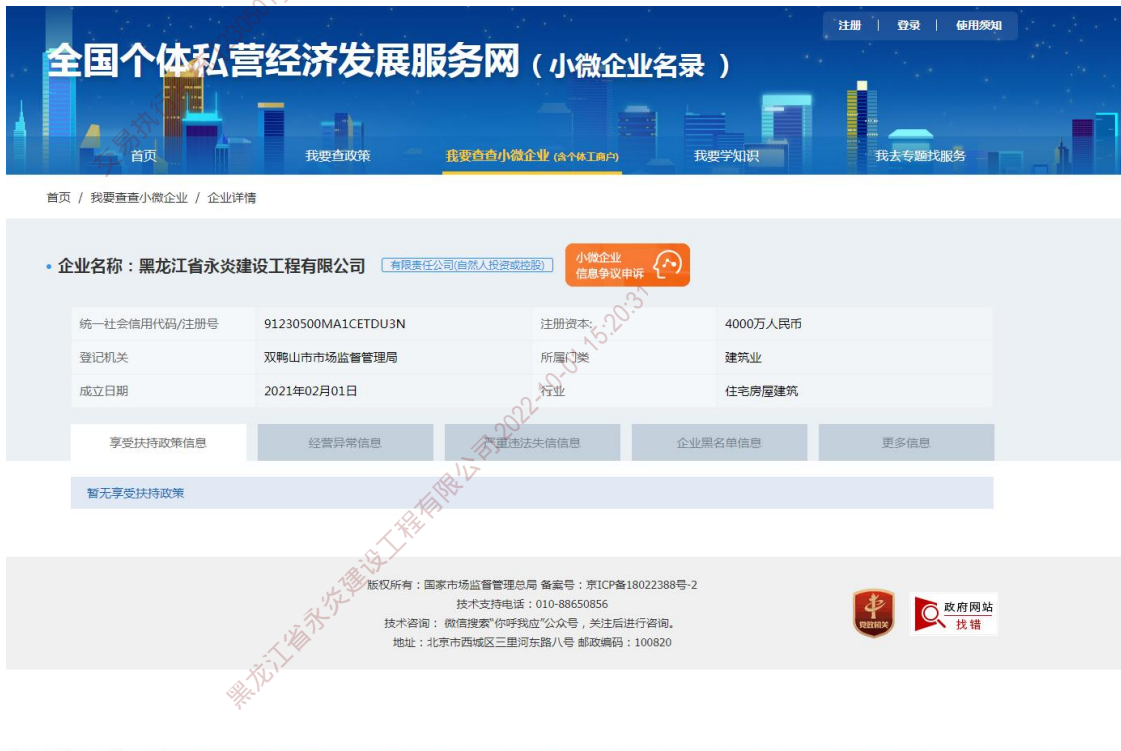 注册 | 登录 | 使用须知
全国个体私营经济发展服务网（小微企业名录 ）
首页 我要查政策 我要查查小微企业 (含个体工商户) 我要学知识 我去专题找服务
首页 / 我要查查小微企业 / 企业详情
• 企业名称：黑龙江省永炎建设工程有限公司 有限责任公司(自然人投资或控股)
小微企业
信息争议申诉
统一社会信用代码/注册号 91230500MA1CETDU3N 注册资本: 4000万人民币
登记机关 双鸭山市市场监督管理局 所属门类 建筑业
成立日期 2021年02月01日 行业 住宅房屋建筑
享受扶持政策信息 经营异常信息 严重违法失信信息 企业黑名单信息 更多信息
暂无享受扶持政策
版权所有：国家市场监督管理总局 备案号：京ICP备18022388号-2
技术支持电话：010-88650856
技术咨询： 微信搜索"你呼我应"公众号，关注后进行咨询。
地址：北京市西城区三里河东路八号 邮政编码：100820
党政机关
政府网站
找错
黑龙江省永炎建设工程有限公司 2022-10-01 15:20:31